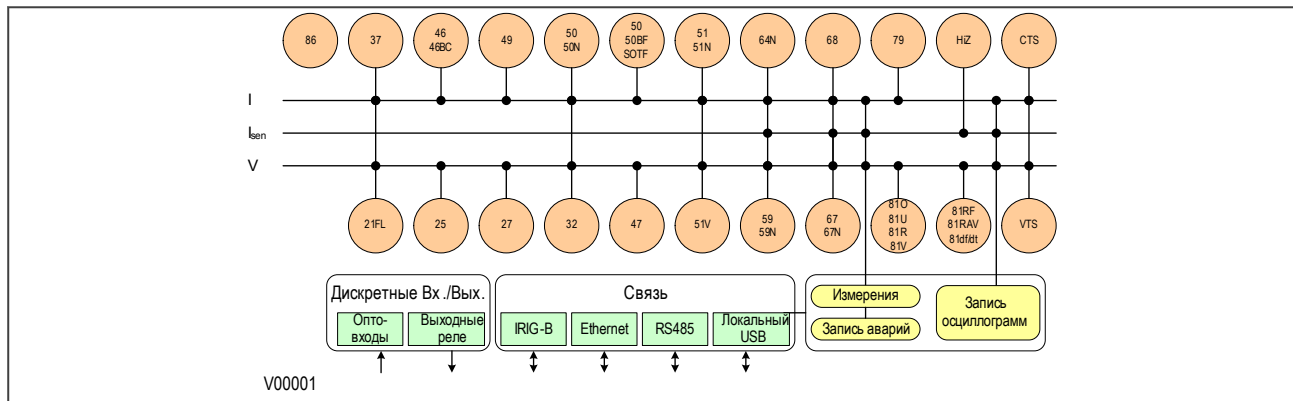 86
37
46
46BC
49
50
50N
50
50BF
SOTF
51
51N
64N
68
79
HiZ
CTS
I
Isen
V
21FL
25
27
32
47
51V
59
59N
67
67N
81O
81U
81R
81V
81RF
81RAV
81df/dt
VTS
Дискретные Вх./Вых.
Опто-
входы
Выходные
реле
Связь
IRIG-B
Ethernet
RS485
Локальный
USB
Измерения
Запись аварий
Запись
осциллограмм
V00001